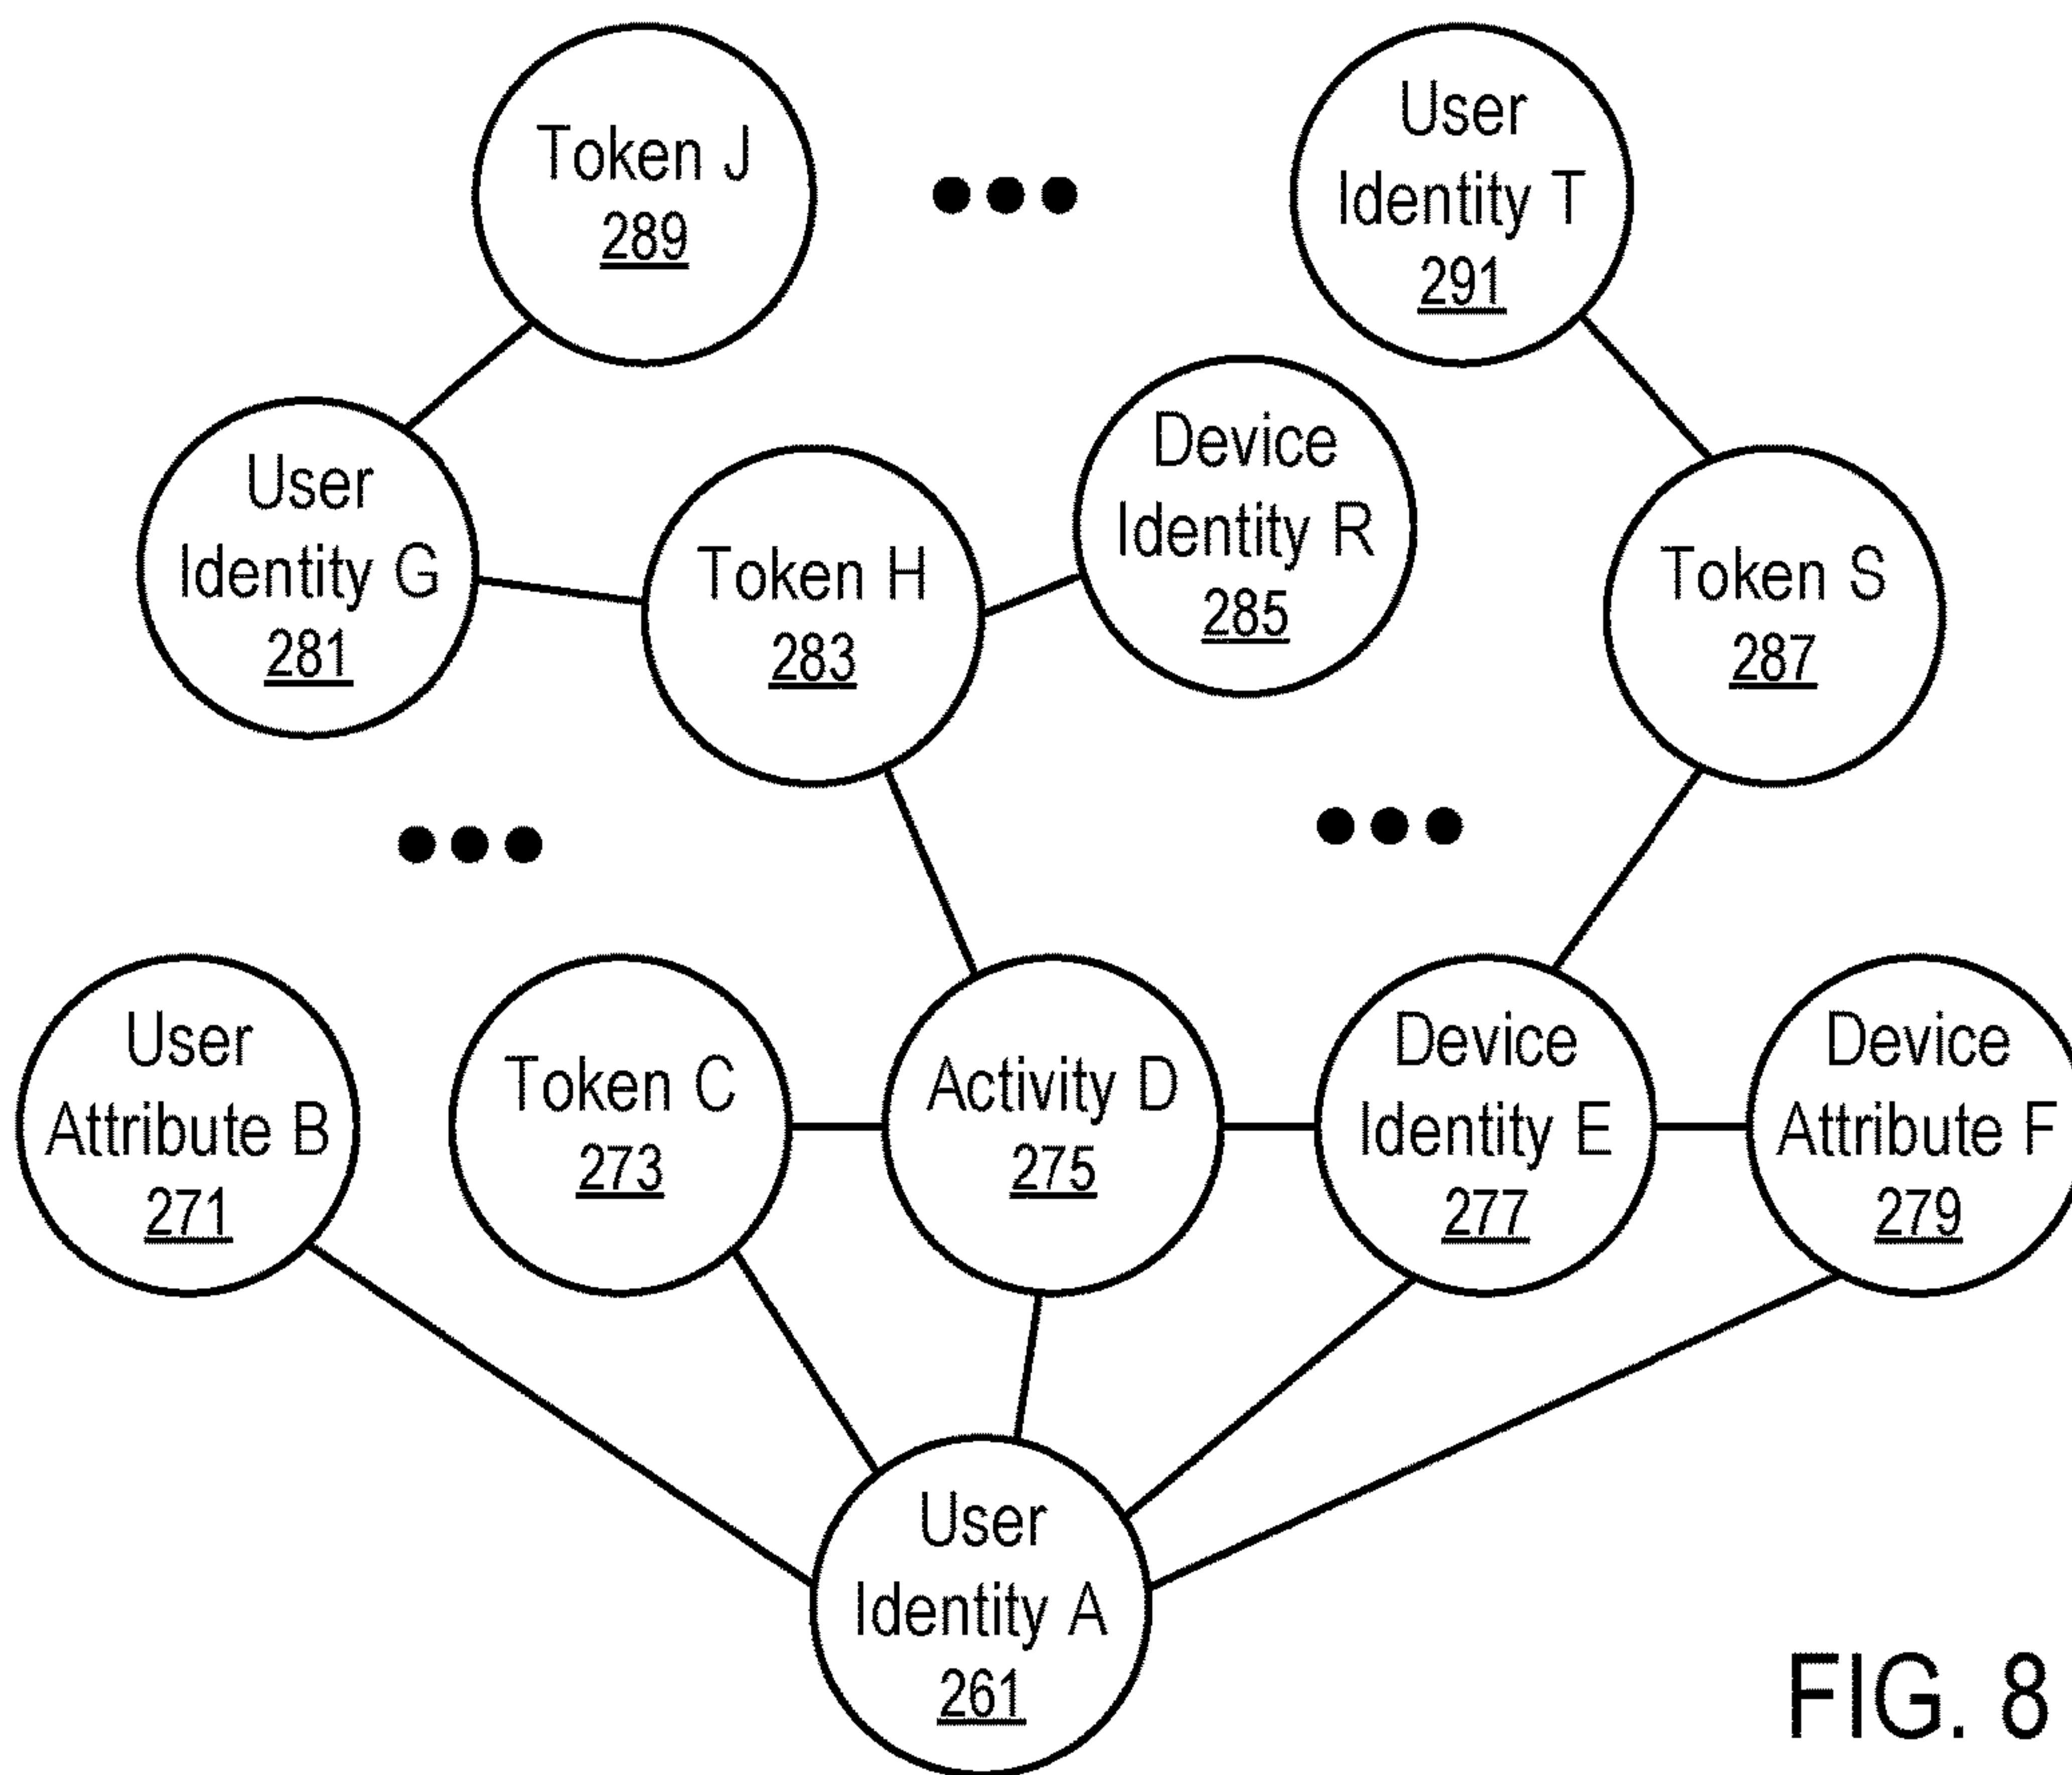 Token J
289
User
Identity T
291
User
Identity G
281
Token H
283
Device
Identity R
285
Token S
287
User
Attribute B
271
Token C
273
Activity D
275
Device
Identity E
277
Device
Attribute F
279
User
Identity A
261
FIG. 8